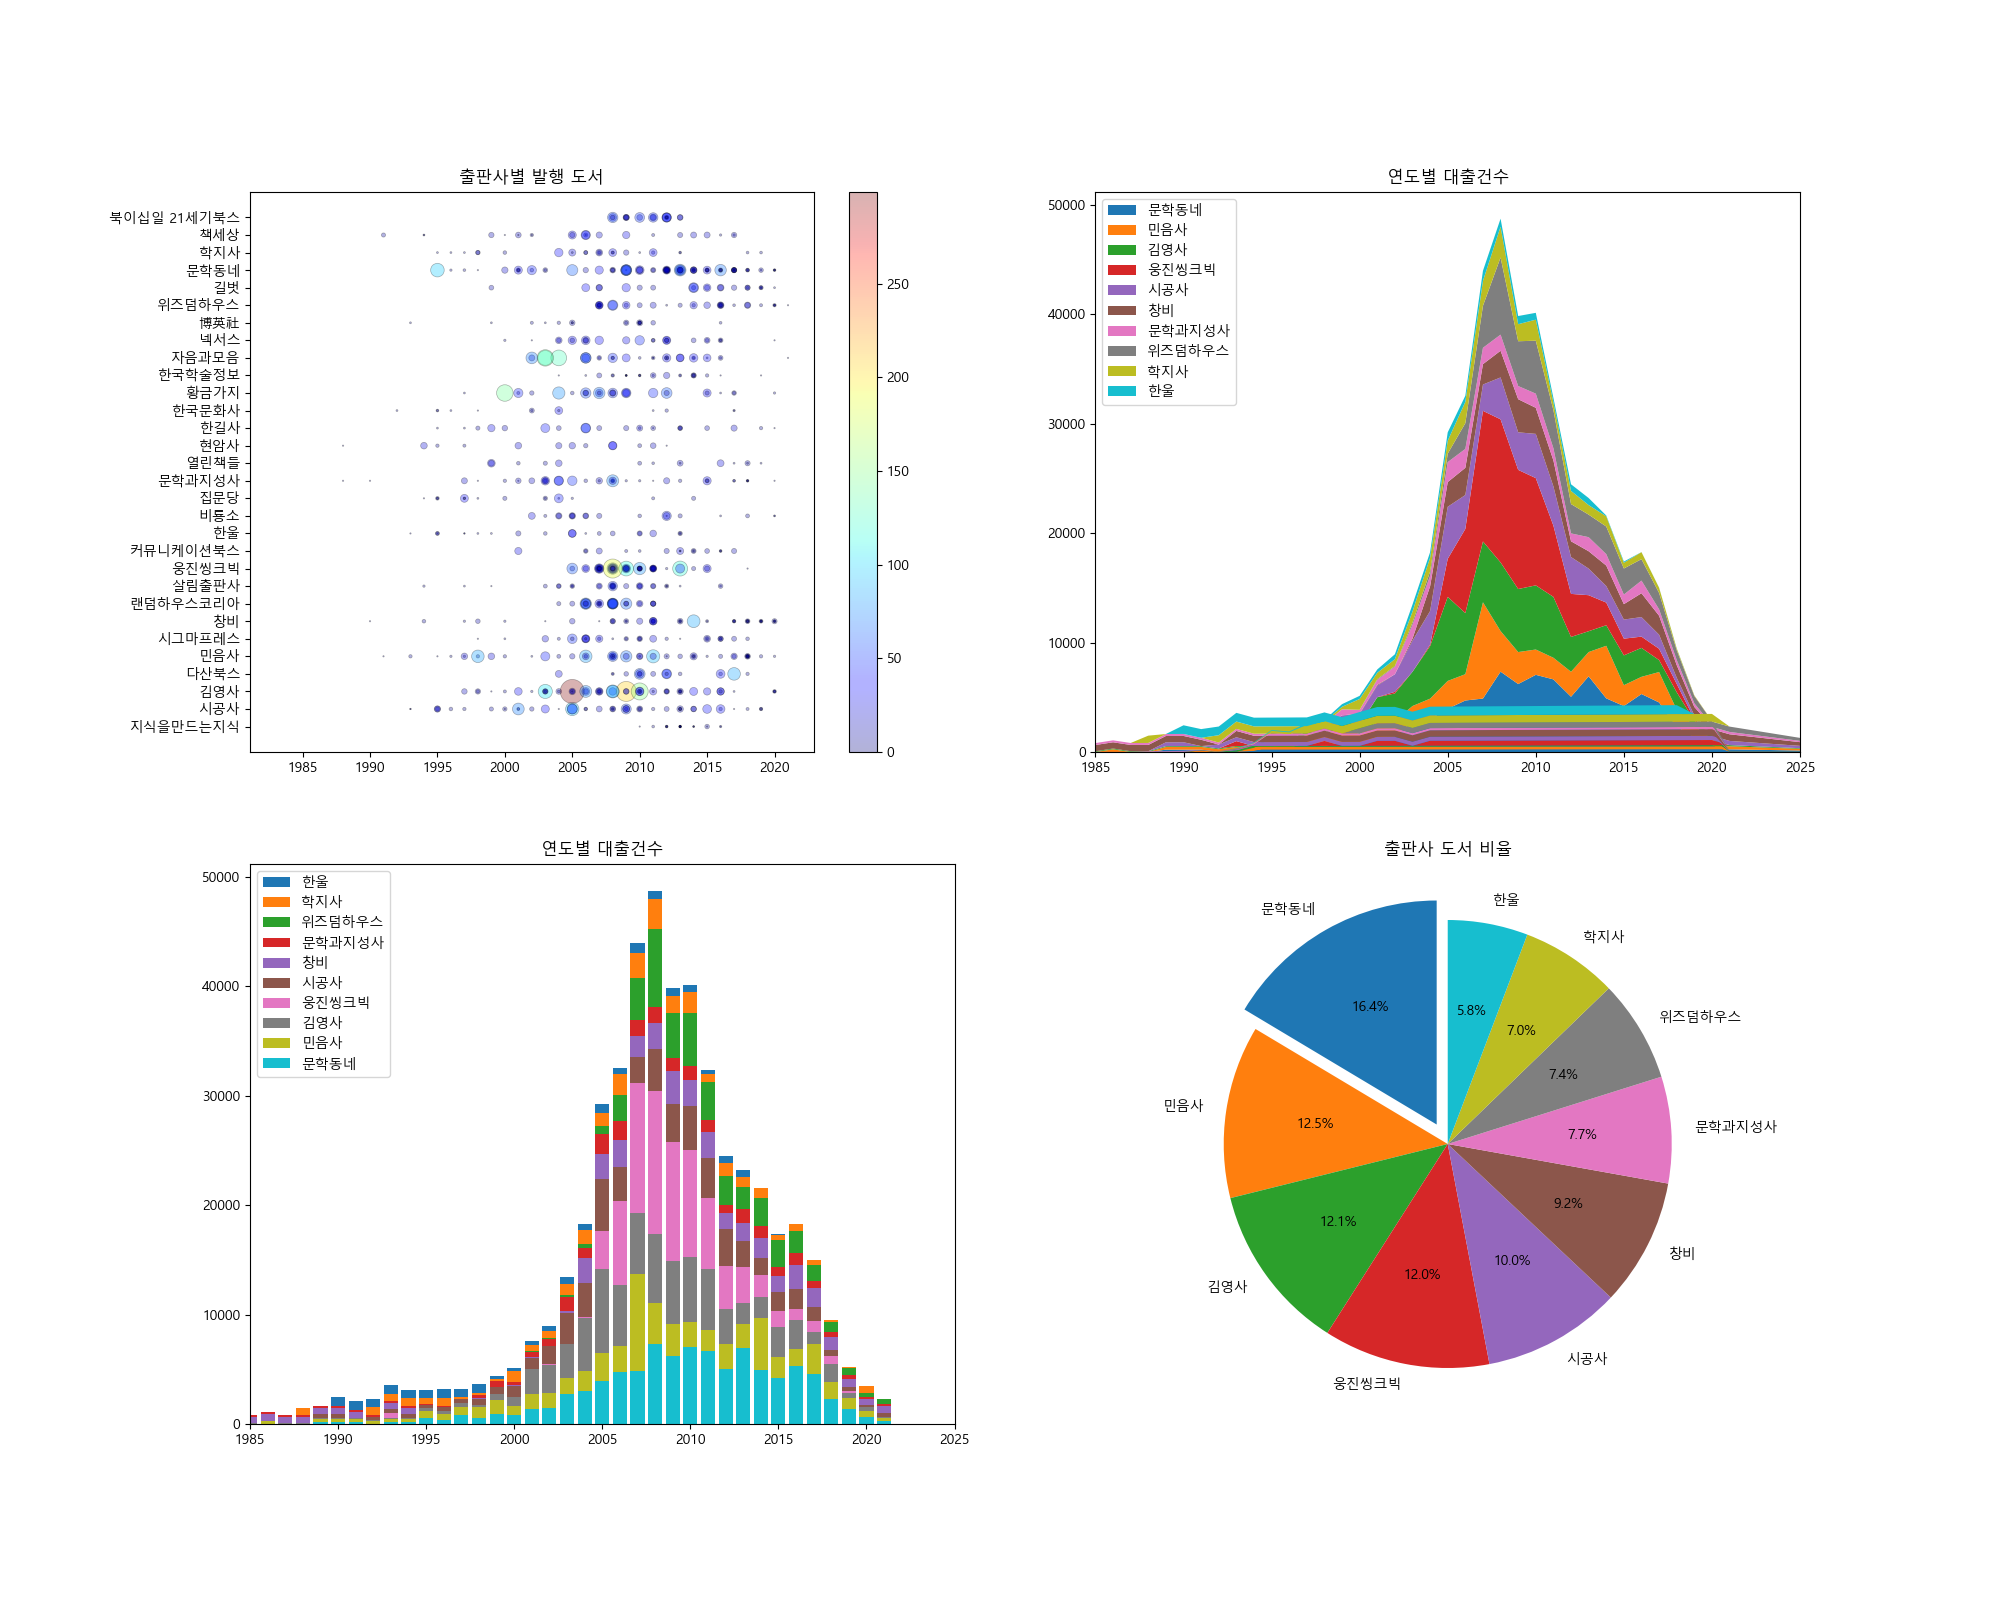 출판사별 발행 도서
북이십일 21세기북스
책세상
학지사
문학동네
길벗
위즈덤하우스
博英社
넥서스
자음과모음
한국학술정보
황금가지
한국문화사
한길사
현암사
열린책들
문학과지성사
집문당
비룡소
한울
커뮤니케이션북스
웅진씽크빅
살림출판사
랜덤하우스코리아
창비
시그마프레스
민음사
다산북스
김영사
시공사
지식을만드는지식
1985 1990 1995 2000 2005 2010 2015 2020
250
200
150
100
50
0
연도별 대출건수
50000
40000
30000
20000
10000
0
문학동네
민음사
김영사
웅진씽크빅
시공사
창비
문학과지성사
위즈덤하우스
학지사
한울
1985 1990 1995 2000 2005 2010 2015 2020 2025
연도별 대출건수
50000
40000
30000
20000
10000
0
한울
학지사
위즈덤하우스
문학과지성사
창비
시공사
웅진씽크빅
김영사
민음사
문학동네
1985 1990 1995 2000 2005 2010 2015 2020 2025
출판사 도서 비율
문학동네
16.4%
민음사
12.5%
김영사
12.1%
웅진씽크빅
12.0%
시공사
10.0%
창비
9.2%
문학과지성사
7.7%
위즈덤하우스
7.4%
학지사
7.0%
한울
5.8%